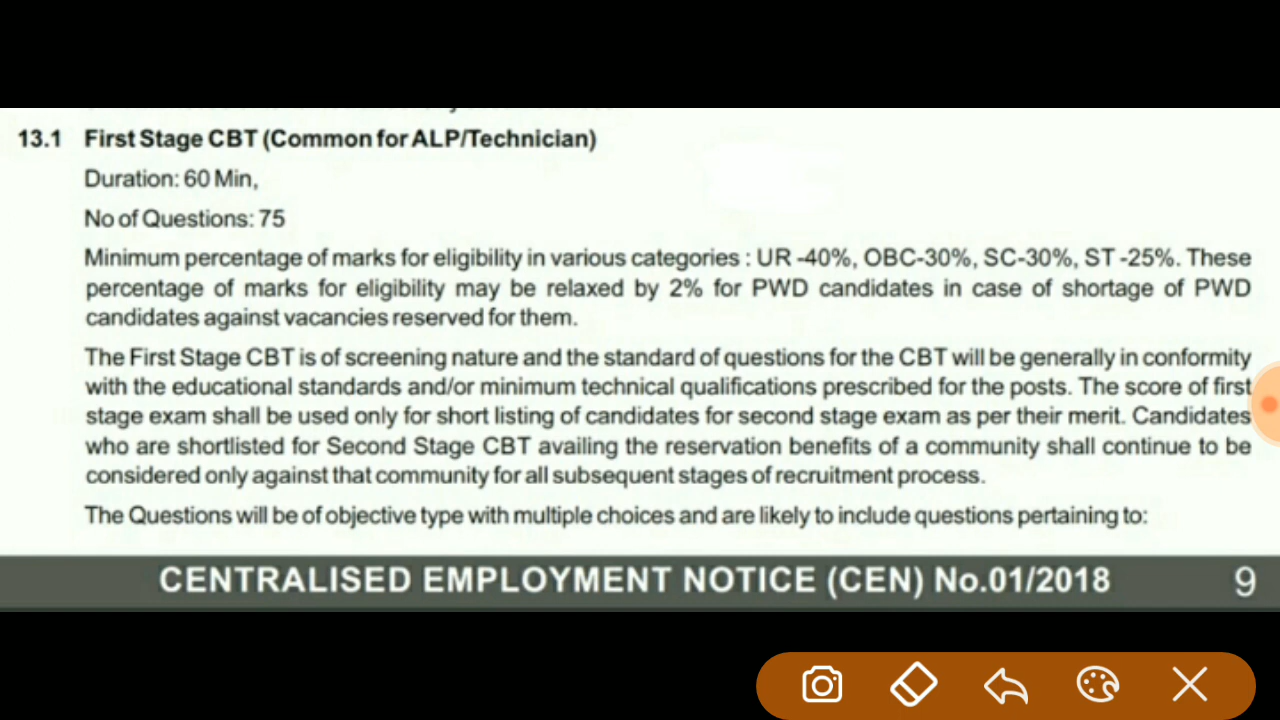 13.1 First Stage CBT (Common for ALP/Technician)
Duration: 60 Min,
No of Questions: 75
Minimum percentage of marks for eligibility in various categories : UR -40%, OBC-30%, SC-30%, ST -25%. These
percentage of marks for eligibility may be relaxed by 2% for PWD candidates in case of shortage of PWD
candidates against vacancies reserved for them.
The First Stage CBT is of screening nature and the standard of questions for the CBT will be generally in conformity
with the educational standards and/or minimum technical qualifications prescribed for the posts. The score of first
stage exam shall be used only for short listing of candidates for second stage exam as per their merit. Candidates
who are shortlisted for Second Stage CBT availing the reservation benefits of a community shall continue to be
considered only against that community for all subsequent stages of recruitment process.
The Questions will be of objective type with multiple choices and are likely to include questions pertaining to:
CENTRALISED EMPLOYMENT NOTICE (CEN) No.01/2018 9